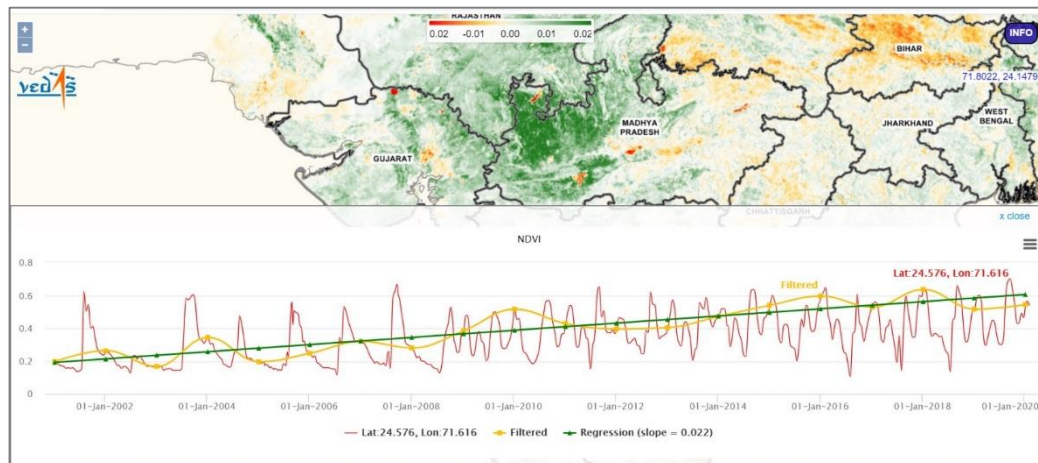 RAJASTHAN
0.02 -0.01 0.00 0.01 0.02
+
−
INFO
BIHAR
71.8022, 24.1479
vedas
MADHYA
PRADESH
JHARKHAND
WEST
BENGAL
GUJARAT
CHHATTISGARH
x close
NDVI
0.8
Lat:24.576, Lon:71.616
Filtered
0.6
0.4
0.2
0
01-Jan-2002 01-Jan-2004 01-Jan-2006 01-Jan-2008 01-Jan-2010 01-Jan-2012 01-Jan-2014 01-Jan-2016 01-Jan-2018 01-Jan-2020
Lat:24.576, Lon:71.616 Filtered Regression (slope = 0.022)